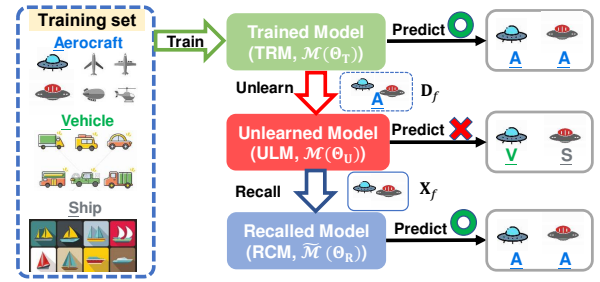 Training set
Aerocraft
Vehicle
Ship
Train
Trained Model
(TRM, ℳ(Θ_T))
Predict
A A
Unlearn
A
D_f
Unlearned Model
(ULM, ℳ(Θ_U))
Predict
V S
Recall
X_f
Recalled Model
(RCM, ℳ̃(Θ_R))
Predict
A A